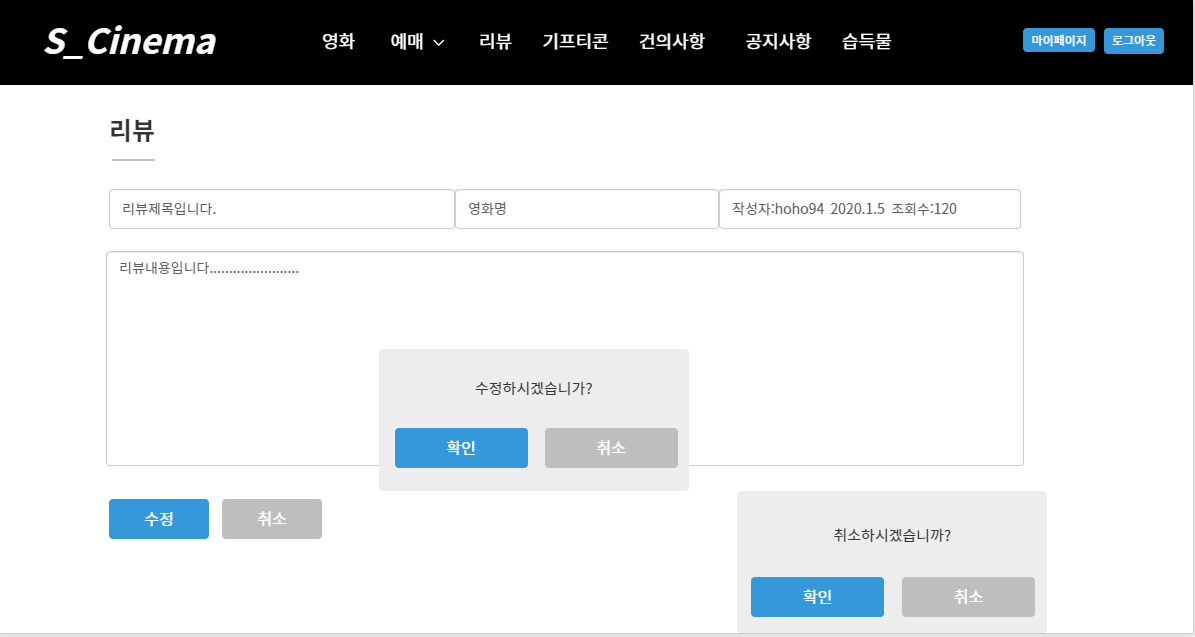 S_Cinema 영화 예매 리뷰 기프티콘 건의사항 공지사항 습득물 마이페이지 로그아웃
리뷰
리뷰제목입니다. 영화명 작성자:hoho94 2020.1.5 조회수:120
리뷰내용입니다.......................
수정하시겠습니가?
확인 취소
수정 취소
취소하시겠습니까?
확인 취소